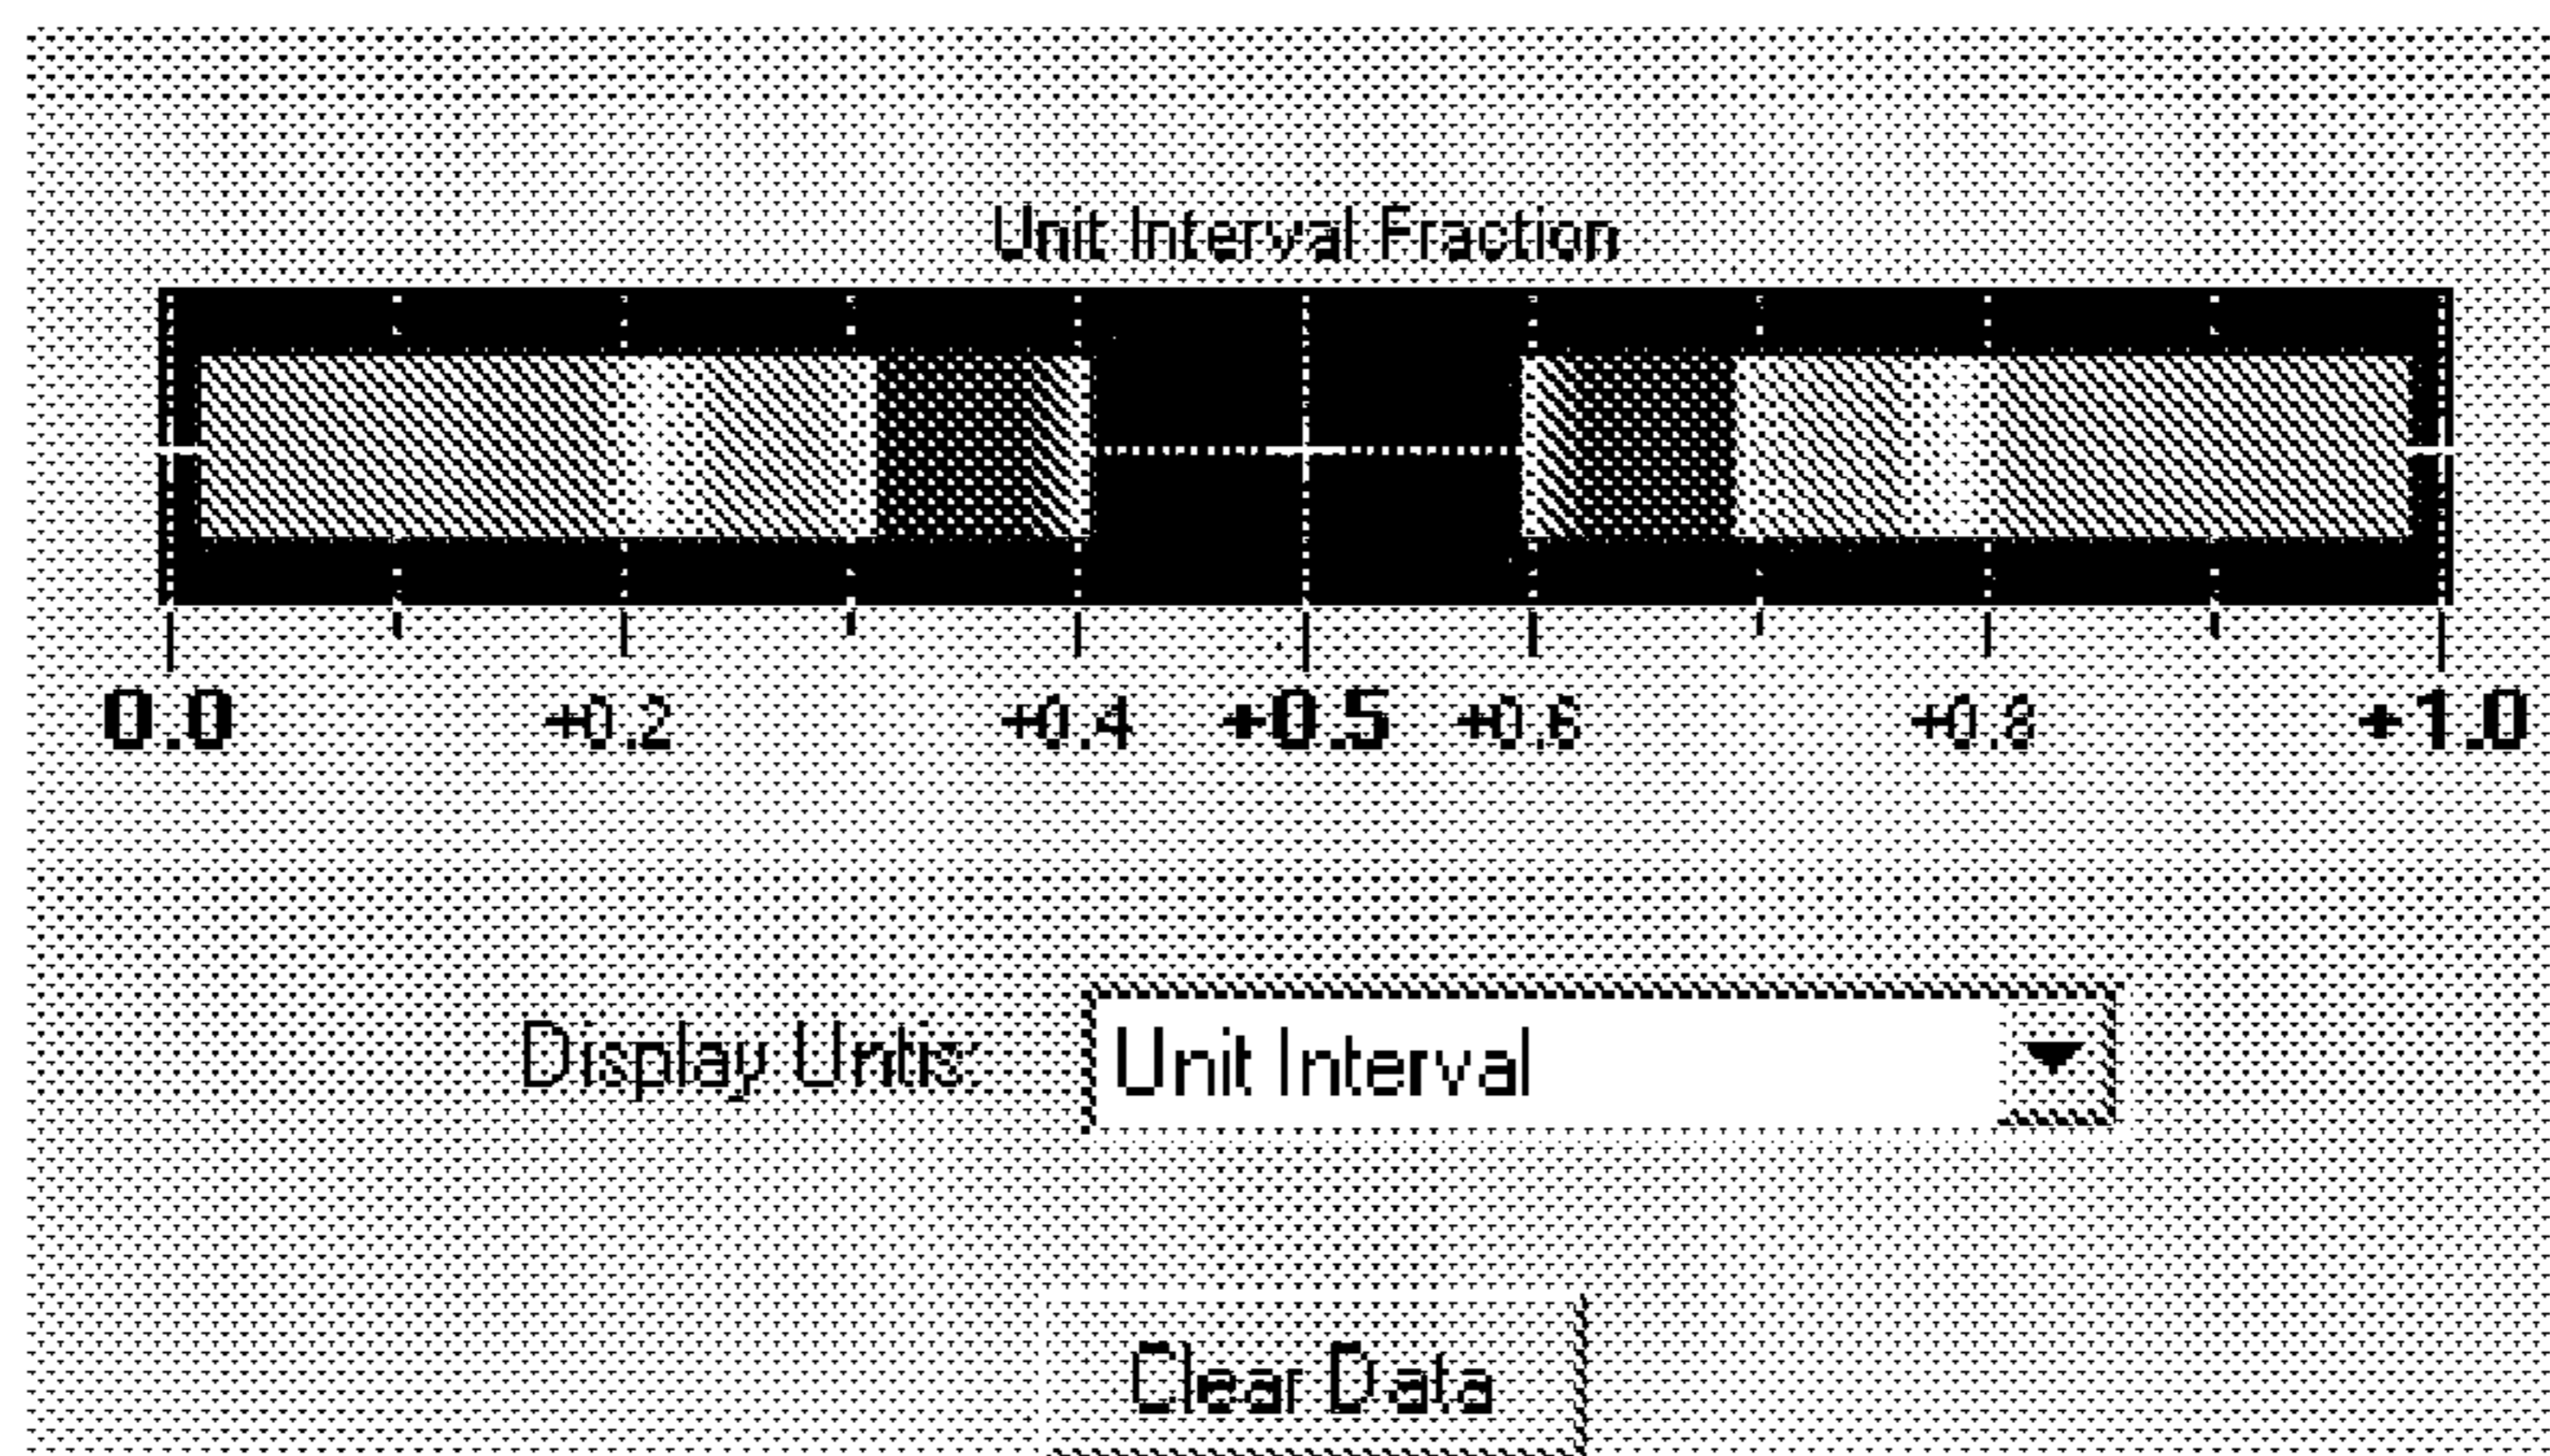 Unit Interval Fraction
0.0 +0.2 +0.4 +0.5 +0.6 +0.8 +1.0
Display Units: Unit Interval
Clear Data